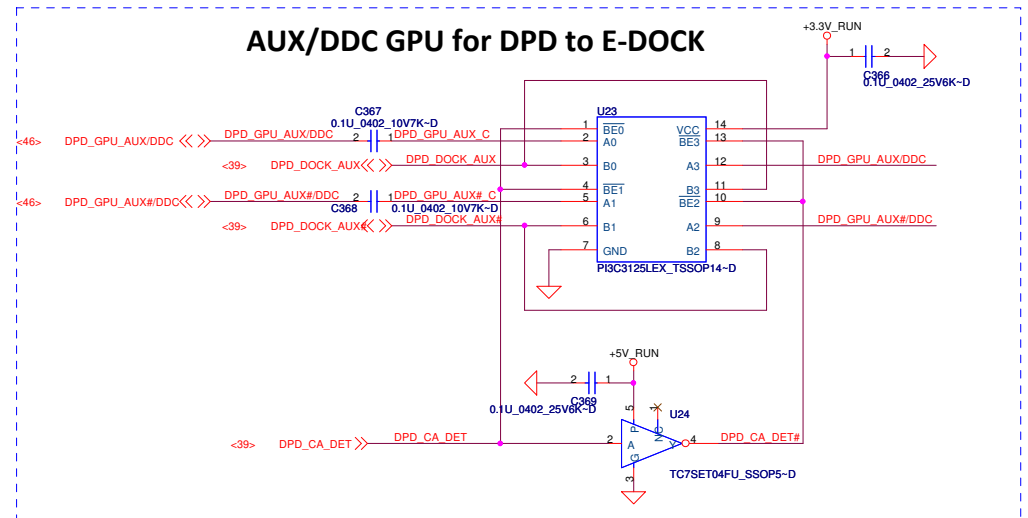 AUX/DDC GPU for DPD to E-DOCK
+3.3V_RUN
1 2
C366
0.1U_0402_25V6K~D
C367
0.1U_0402_10V7K~D
<46> DPD_GPU_AUX/DDC DPD_GPU_AUX/DDC 2 1 DPD_GPU_AUX_C
<39> DPD_DOCK_AUX DPD_DOCK_AUX
<46> DPD_GPU_AUX#/DDC DPD_GPU_AUX#/DDC 2 1 DPD_GPU_AUX#_C
C368 0.1U_0402_10V7K~D
<39> DPD_DOCK_AUX# DPD_DOCK_AUX#
U23
1 BE0 VCC 14
2 A0 BE3 13
3 B0 A3 12 DPD_GPU_AUX/DDC
4 BE1 B3 11
5 A1 BE2 10
6 B1 A2 9 DPD_GPU_AUX#/DDC
7 GND B2 8
PI3C3125LEX_TSSOP14~D
+5V_RUN
2 1
C369
0.1U_0402_25V6K~D
U24
5 P NC 1
<39> DPD_CA_DET DPD_CA_DET 2 A Y 4 DPD_CA_DET#
G 3
TC7SET04FU_SSOP5~D